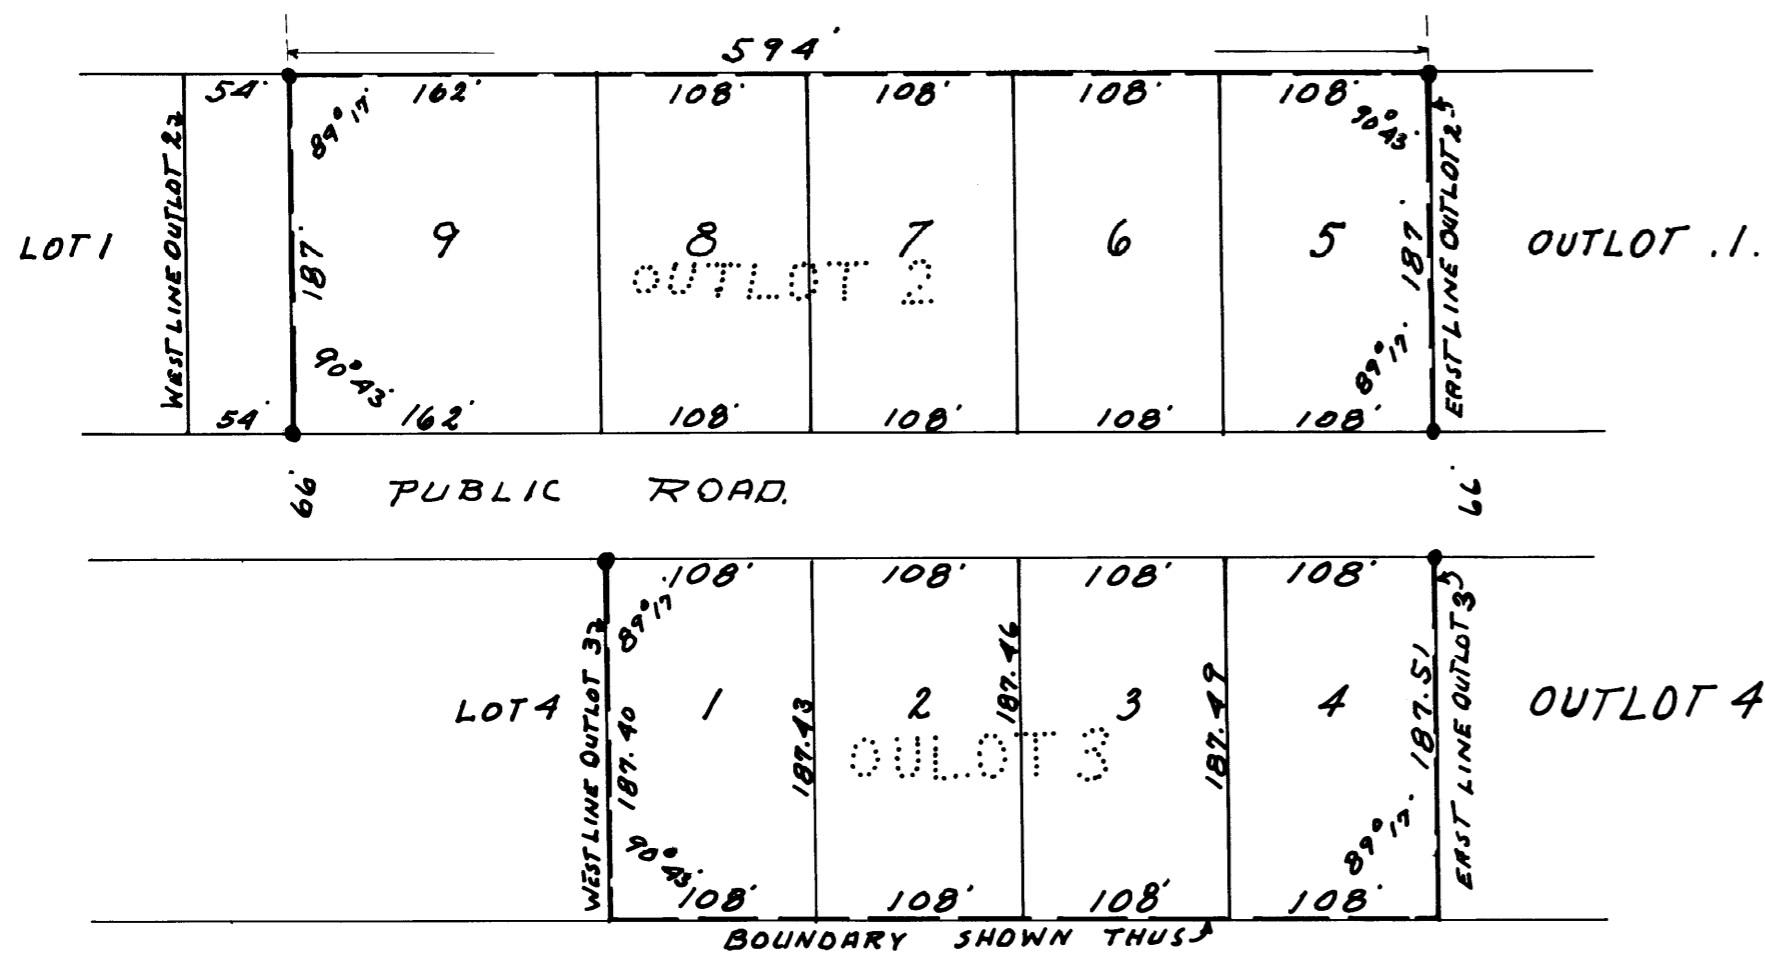 594'
54' 162' 108' 108' 108' 108'
89°17' 90°43'
WEST LINE OUTLOT 2
187'
187'
EAST LINE OUTLOT 2
LOT 1 9 8 7 6 5 OUTLOT .1.
OUTLOT 2
90°43' 89°17'
54' 162' 108' 108' 108' 108'
66' PUBLIC ROAD. 66'
108' 108' 108' 108'
89°17'
WEST LINE OUTLOT 3
187.40
187.43
187.46
187.49
187.51
EAST LINE OUTLOT 3
LOT 4 1 2 3 4 OUTLOT 4
OULOT 3
90°43' 89°17'
108' 108' 108' 108'
BOUNDARY SHOWN THUS